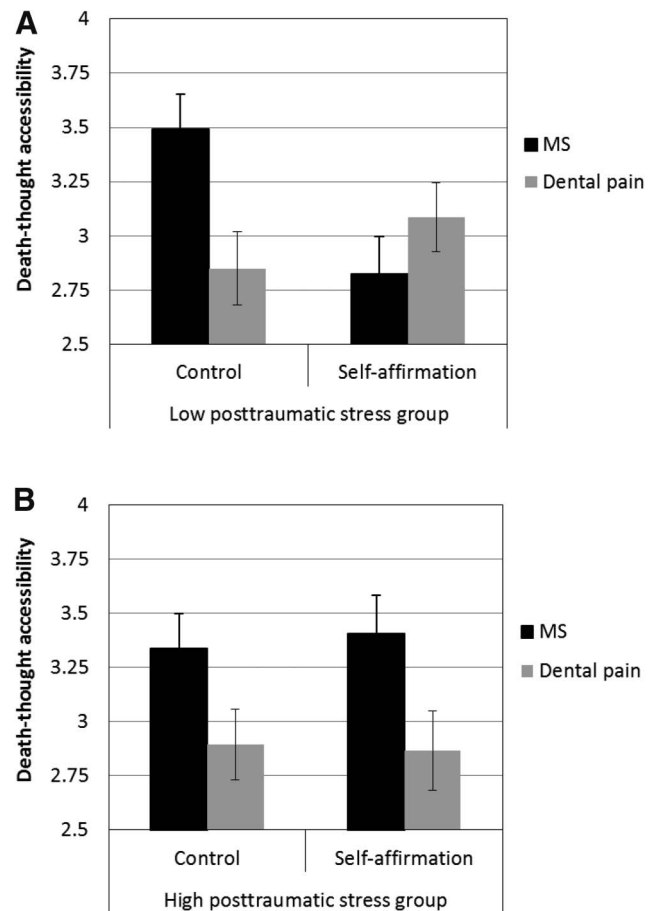 A
Death-thought accessibility
4
3.75
3.5
3.25
3
2.75
2.5
MS
Dental pain
Control Self-affirmation
Low posttraumatic stress group
B
Death-thought accessibility
4
3.75
3.5
3.25
3
2.75
2.5
MS
Dental pain
Control Self-affirmation
High posttraumatic stress group